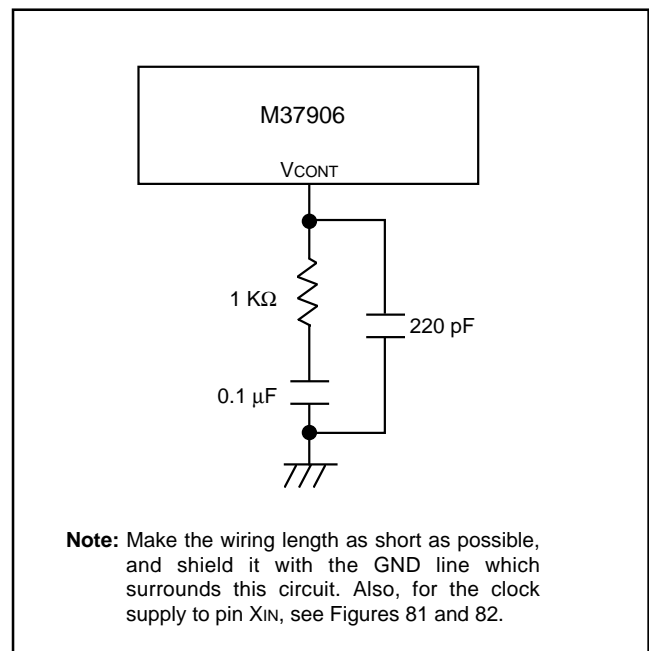 M37906
VCONT
1 KΩ
220 pF
0.1 μF
Note: Make the wiring length as short as possible,
and shield it with the GND line which
surrounds this circuit. Also, for the clock
supply to pin XIN, see Figures 81 and 82.